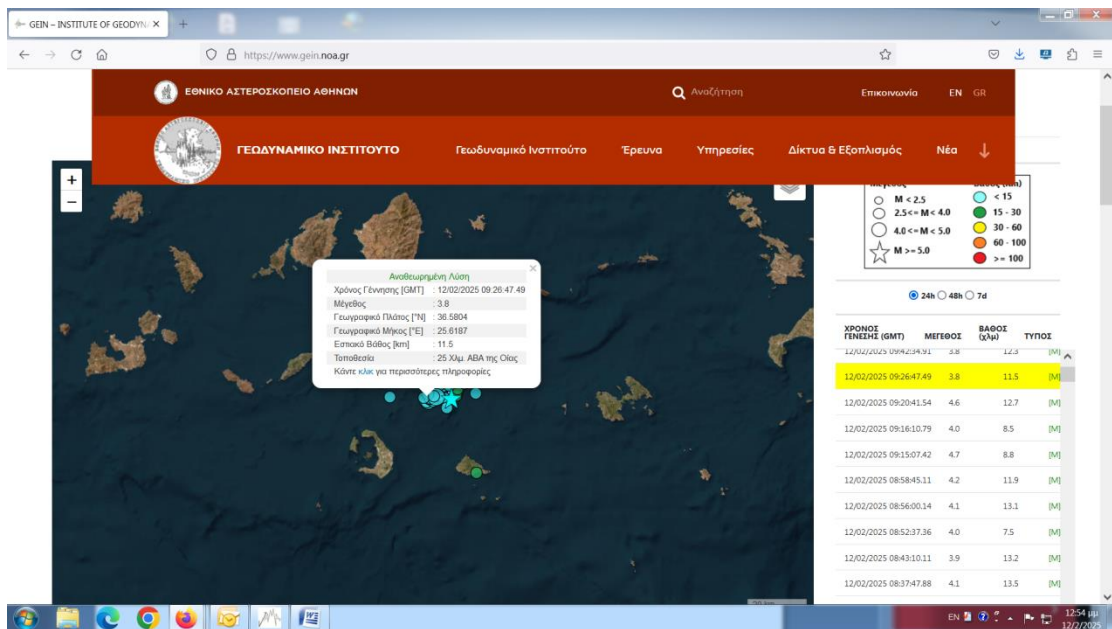 GEIN – INSTITUTE OF GEODYN
https://www.gein.noa.gr
ΕΘΝΙΚΟ ΑΣΤΕΡΟΣΚΟΠΕΙΟ ΑΘΗΝΩΝ
Αναζήτηση
Επικοινωνία
EN GR
ΓΕΩΔΥΝΑΜΙΚΟ ΙΝΣΤΙΤΟΥΤΟ
Γεωδυναμικό Ινστιτούτο
Έρευνα
Υπηρεσίες
Δίκτυα & Εξοπλισμός
Νέα
+
−
Μέγεθος
M < 2.5
2.5<= M < 4.0
4.0<= M < 5.0
M >= 5.0
Βάθος (km)
< 15
15 - 30
30 - 60
60 - 100
>= 100
Αναθεωρημένη Λύση
Χρόνος Γέννησης [GMT] : 12/02/2025 09:26:47.49
Μέγεθος : 3.8
Γεωγραφικό Πλάτος [°N] : 36.5804
Γεωγραφικό Μήκος [°E] : 25.6187
Εστιακό Βάθος [km] : 11.5
Τοποθεσία : 25 Χλμ. ΑΒΑ της Οίας
Κάντε κλικ για περισσότερες πληροφορίες
24h 48h 7d
ΧΡΟΝΟΣ ΓΕΝΕΣΗΣ (GMT) ΜΕΓΕΘΟΣ ΒΑΘΟΣ (χλμ) ΤΥΠΟΣ
12/02/2025 09:42:34.91 3.8 12.3 [M]
12/02/2025 09:26:47.49 3.8 11.5 [M]
12/02/2025 09:20:41.54 4.6 12.7 [M]
12/02/2025 09:16:10.79 4.0 8.5 [M]
12/02/2025 09:15:07.42 4.7 8.8 [M]
12/02/2025 08:58:45.11 4.2 11.9 [M]
12/02/2025 08:56:00.14 4.1 13.1 [M]
12/02/2025 08:52:37.36 4.0 7.5 [M]
12/02/2025 08:43:10.11 3.9 13.2 [M]
12/02/2025 08:37:47.88 4.1 13.5 [M]
EN
12:54 μμ
12/2/2025